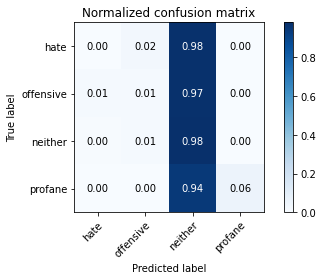 Normalized confusion matrix
hate 0.00 0.02 0.98 0.00
offensive 0.01 0.01 0.97 0.00
neither 0.00 0.01 0.98 0.00
profane 0.00 0.00 0.94 0.06
True label
hate offensive neither profane
Predicted label
0.8
0.6
0.4
0.2
0.0